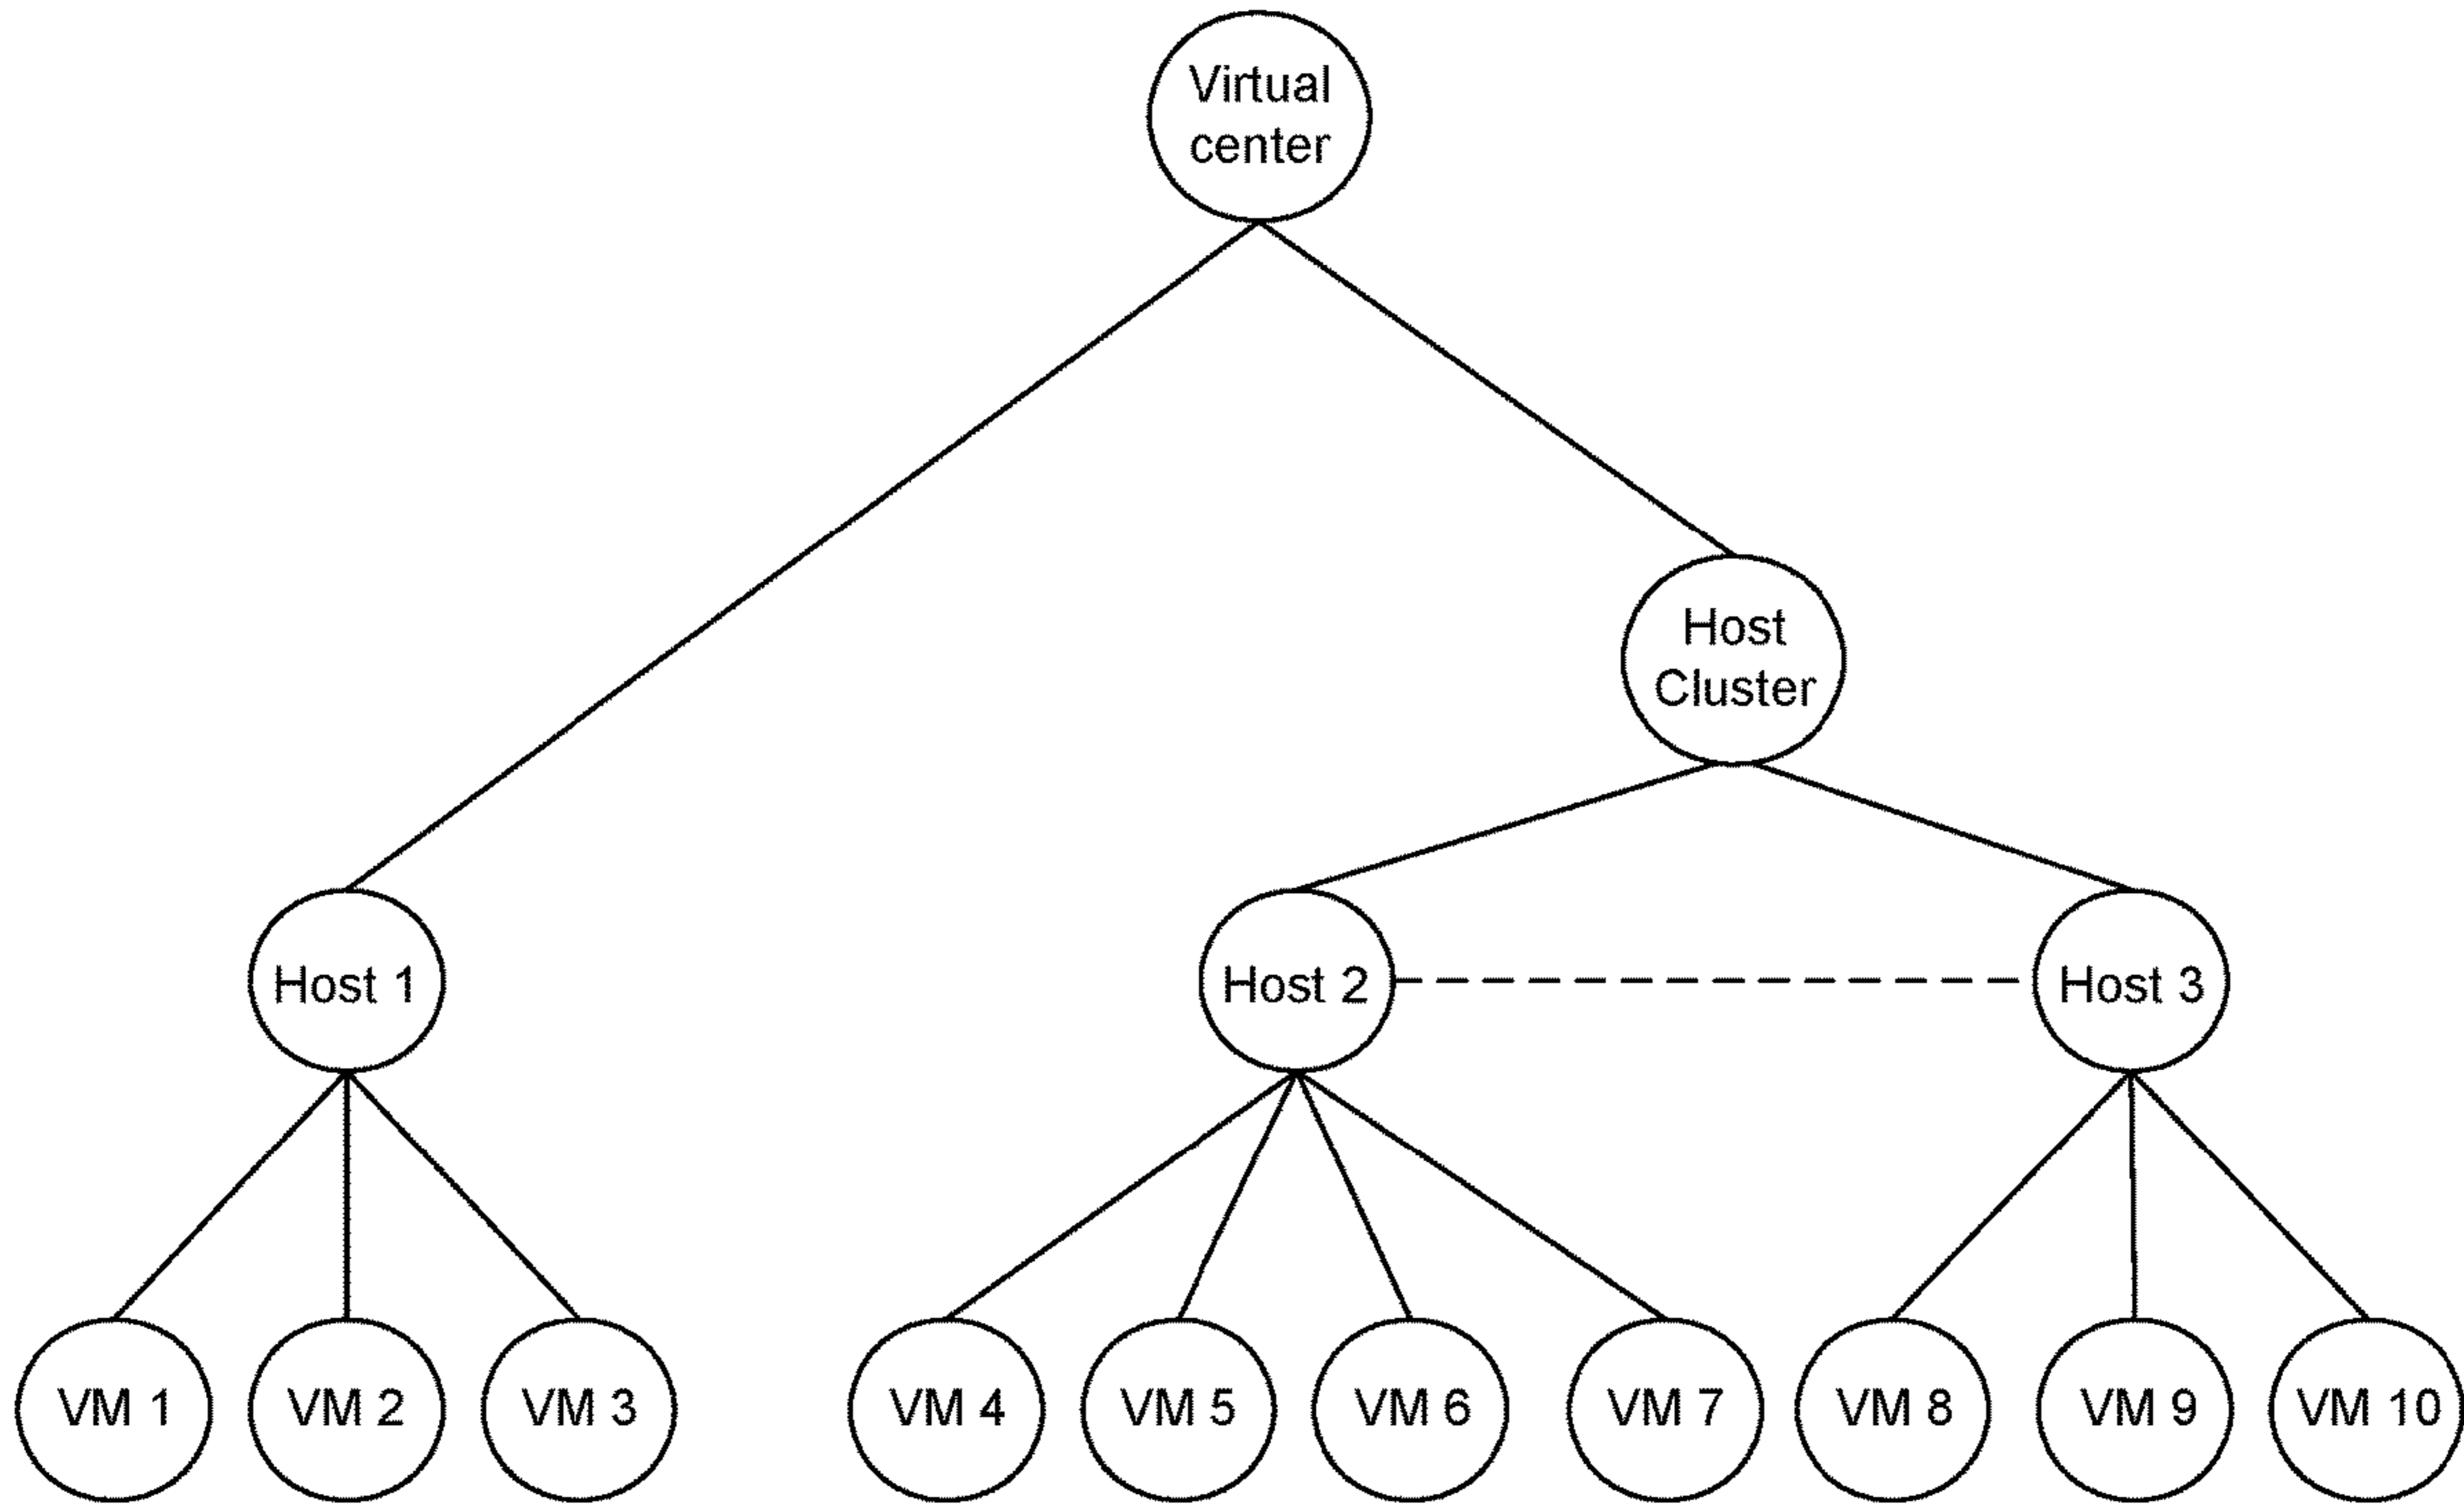 Virtual
center
Host
Cluster
Host 1
Host 2
Host 3
VM 1
VM 2
VM 3
VM 4
VM 5
VM 6
VM 7
VM 8
VM 9
VM 10